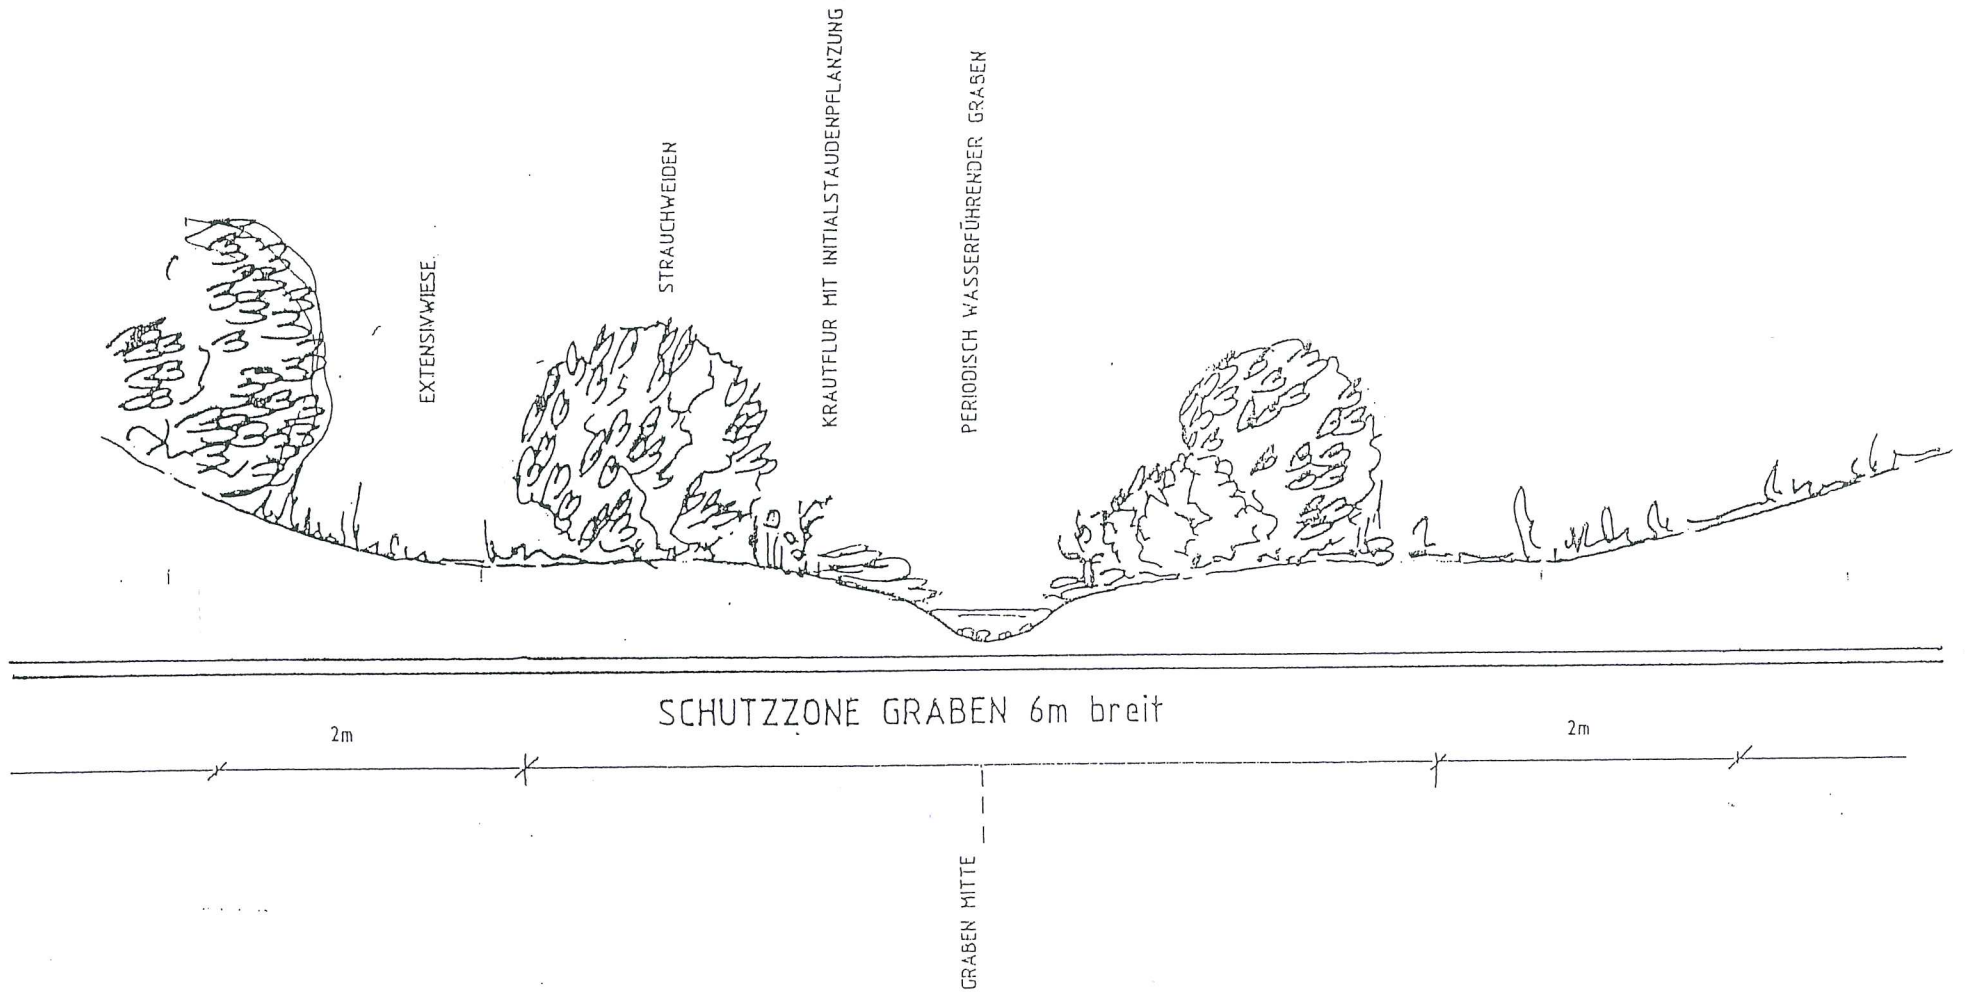 EXTENSIVWIESE
STRAUCHWEIDEN
KRAUTFLUR MIT INITIALSTAUDENPFLANZUNG
PERIODISCH WASSERFÜHRENDER GRABEN
SCHUTZZONE GRABEN 6m breit
2m
2m
GRABEN MITTE